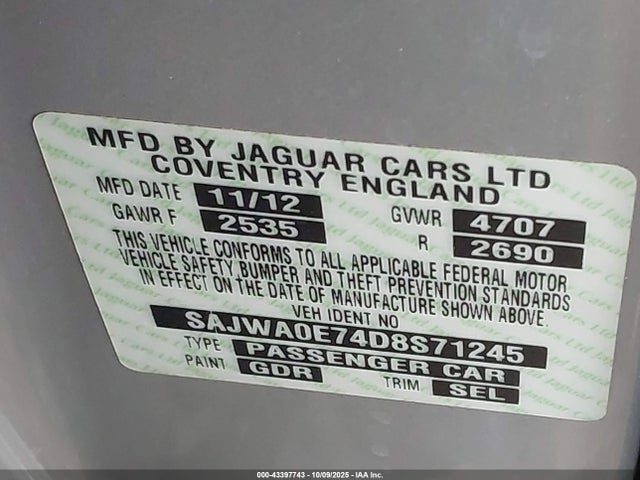 MFD BY JAGUAR CARS LTD
COVENTRY ENGLAND
MFD DATE 11/12
GAWR F 2535 GVWR 4707
R 2690
THIS VEHICLE CONFORMS TO ALL APPLICABLE FEDERAL MOTOR
VEHICLE SAFETY, BUMPER AND THEFT PREVENTION STANDARDS
IN EFFECT ON THE DATE OF MANUFACTURE SHOWN ABOVE.
VEH IDENT NO
SAJWA0E74D8S71245
TYPE PASSENGER CAR
PAINT GDR TRIM SEL
000-43397743 - 10/09/2025 - IAA Inc.